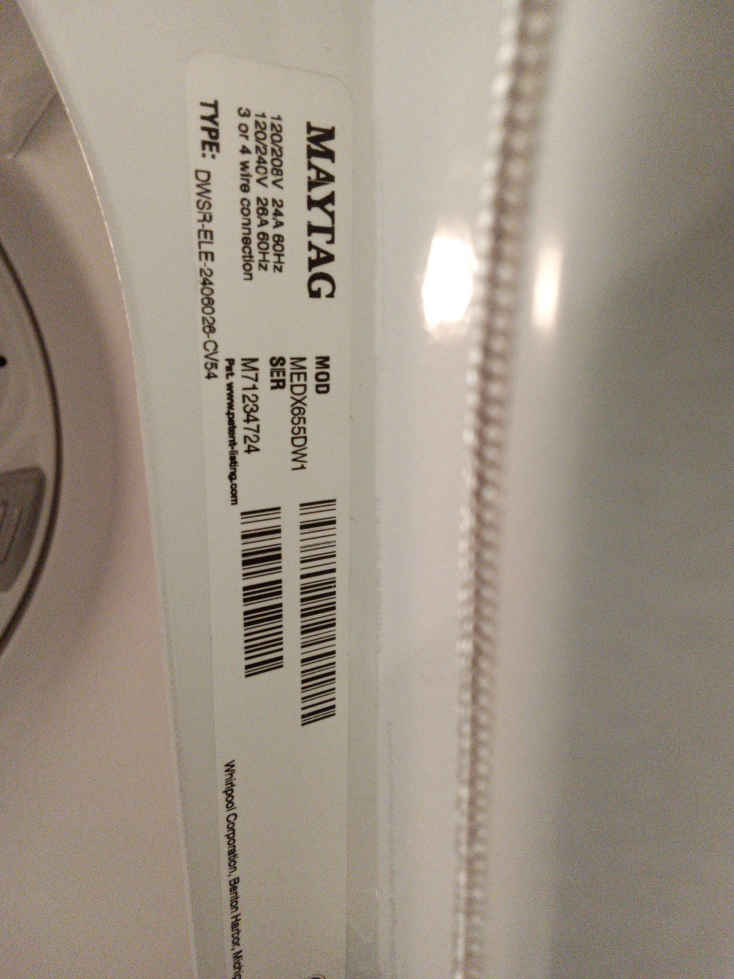 MAYTAG
120/208V 24A 60Hz
120/240V 26A 60Hz
3 or 4 wire connection
TYPE: DWSR-ELE-2406026-CV54
MOD
MEDX655DW1
SER
M71234724
Pat. www.patent-listing.com
Whirlpool Corporation, Benton Harbor,